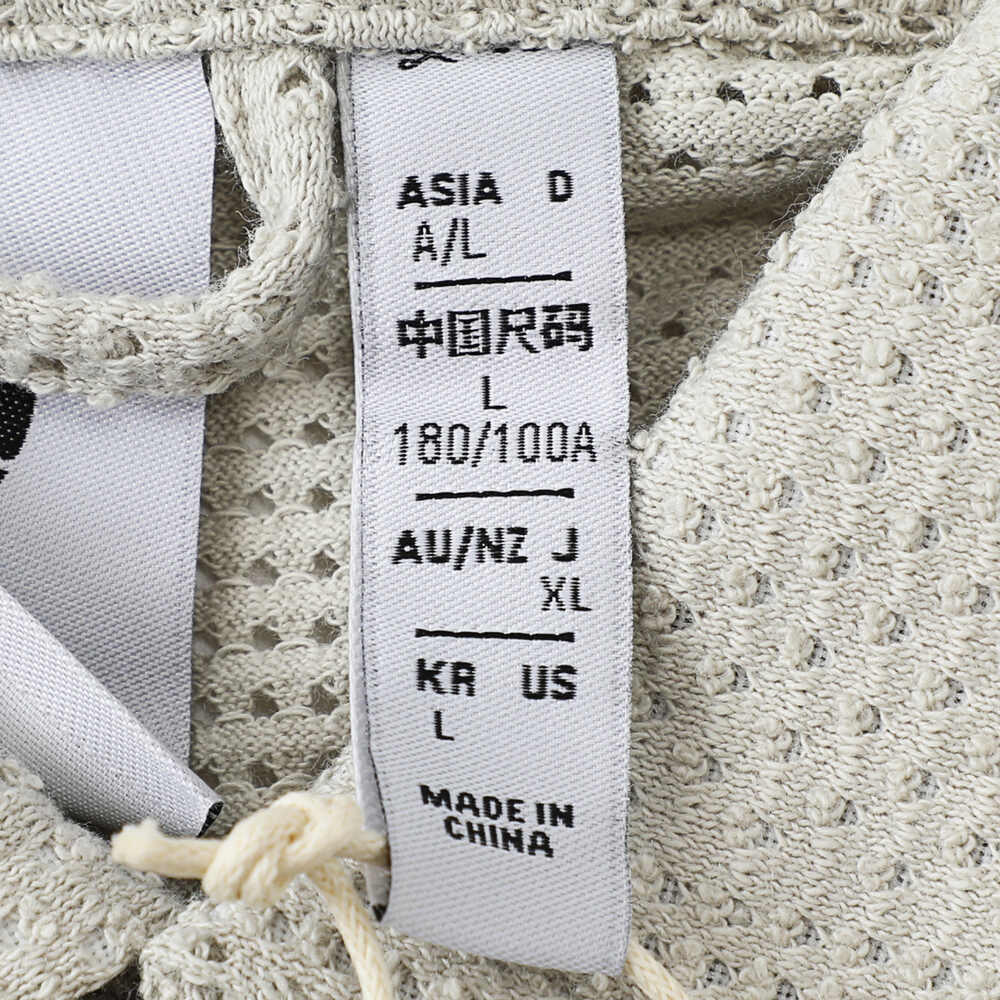 ASIA D
A/L
中国尺码
L
180/100A
AU/NZ J
XL
KR US
L
MADE IN
CHINA